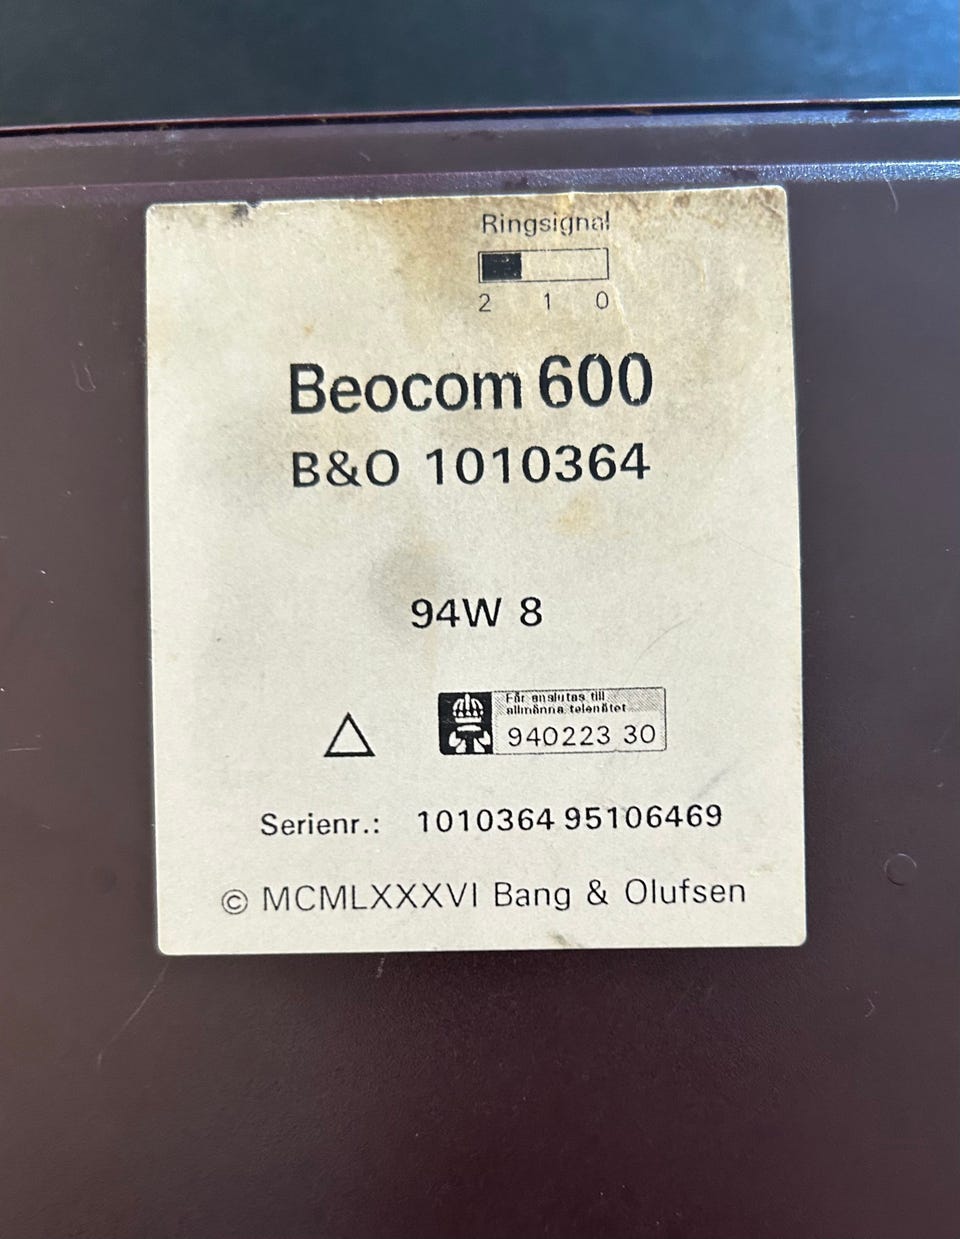 Ringsignal
2 1 0
Beocom 600
B&O 1010364
94W 8
Får anslutas till
allmänna telenätet
940223 30
Serienr.: 1010364 95106469
© MCMLXXXVI Bang & Olufsen